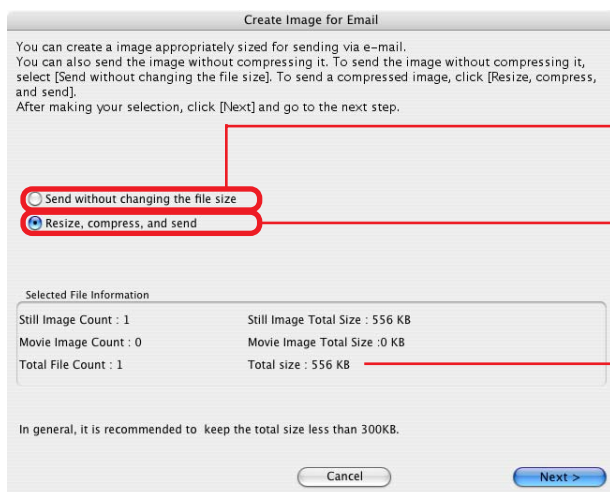 Create Image for Email
You can create a image appropriately sized for sending via e-mail.
You can also send the image without compressing it. To send the image without compressing it,
select [Send without changing the file size]. To send a compressed image, click [Resize, compress,
and send].
After making your selection, click [Next] and go to the next step.
Send without changing the file size
Resize, compress, and send
Selected File Information
Still Image Count : 1 Still Image Total Size : 556 KB
Movie Image Count : 0 Movie Image Total Size :0 KB
Total File Count : 1 Total size : 556 KB
In general, it is recommended to keep the total size less than 300KB.
Cancel Next >